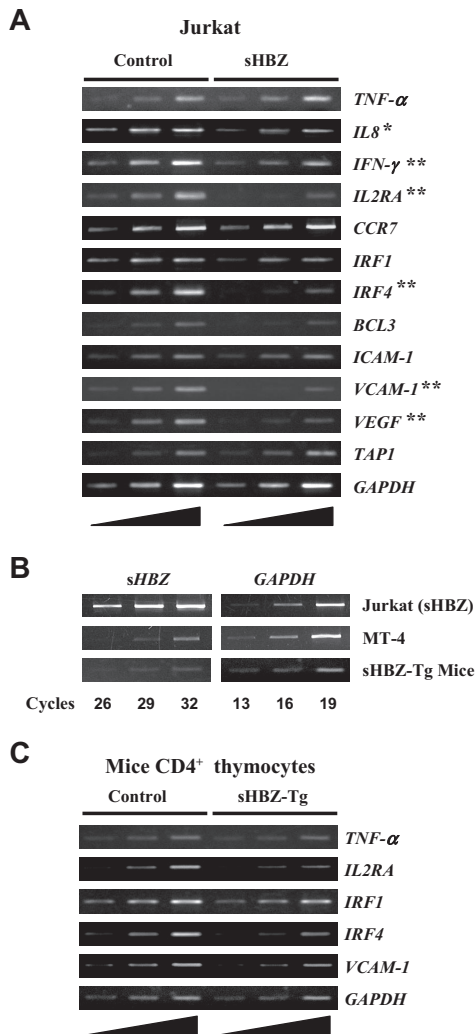 A
Jurkat
Control sHBZ
TNF-α
IL8 *
IFN-γ **
IL2RA **
CCR7
IRF1
IRF4 **
BCL3
ICAM-1
VCAM-1 **
VEGF **
TAP1
GAPDH
B
sHBZ GAPDH
Jurkat (sHBZ)
MT-4
sHBZ-Tg Mice
Cycles 26 29 32 13 16 19
C
Mice CD4+ thymocytes
Control sHBZ-Tg
TNF-α
IL2RA
IRF1
IRF4
VCAM-1
GAPDH